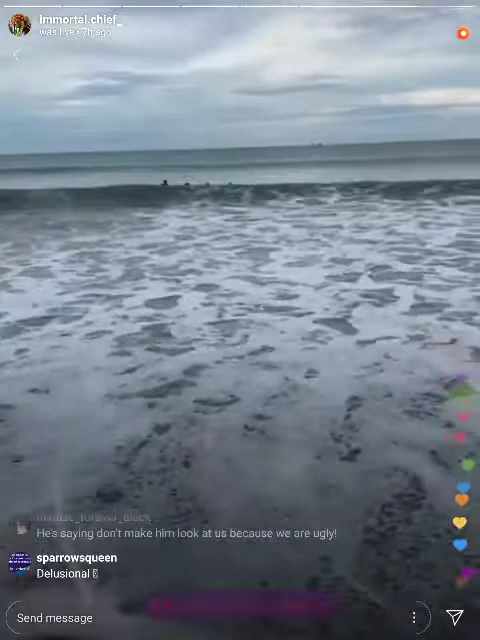 immortal.chief_
was live • 7h ago
He's saying don't make him look at us because we are ugly!
sparrowsqueen
Delusional
Send message